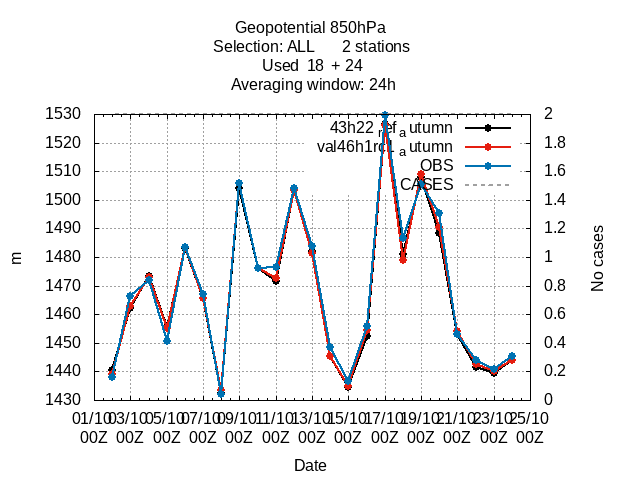 Geopotential 850hPa
Selection: ALL 2 stations
Used 18 + 24
Averaging window: 24h
1530
1520
1510
1500
1490
1480
1470
1460
1450
1440
1430
m
2
1.8
1.6
1.4
1.2
1
0.8
0.6
0.4
0.2
0
No cases
43h22_ref_autumn
OBS
CASES
01/10 03/10 05/10 07/10 09/10 11/10 13/10 15/10 17/10 19/10 21/10 23/10 25/10
00Z 00Z 00Z 00Z 00Z 00Z 00Z 00Z 00Z 00Z 00Z 00Z 00Z
Date